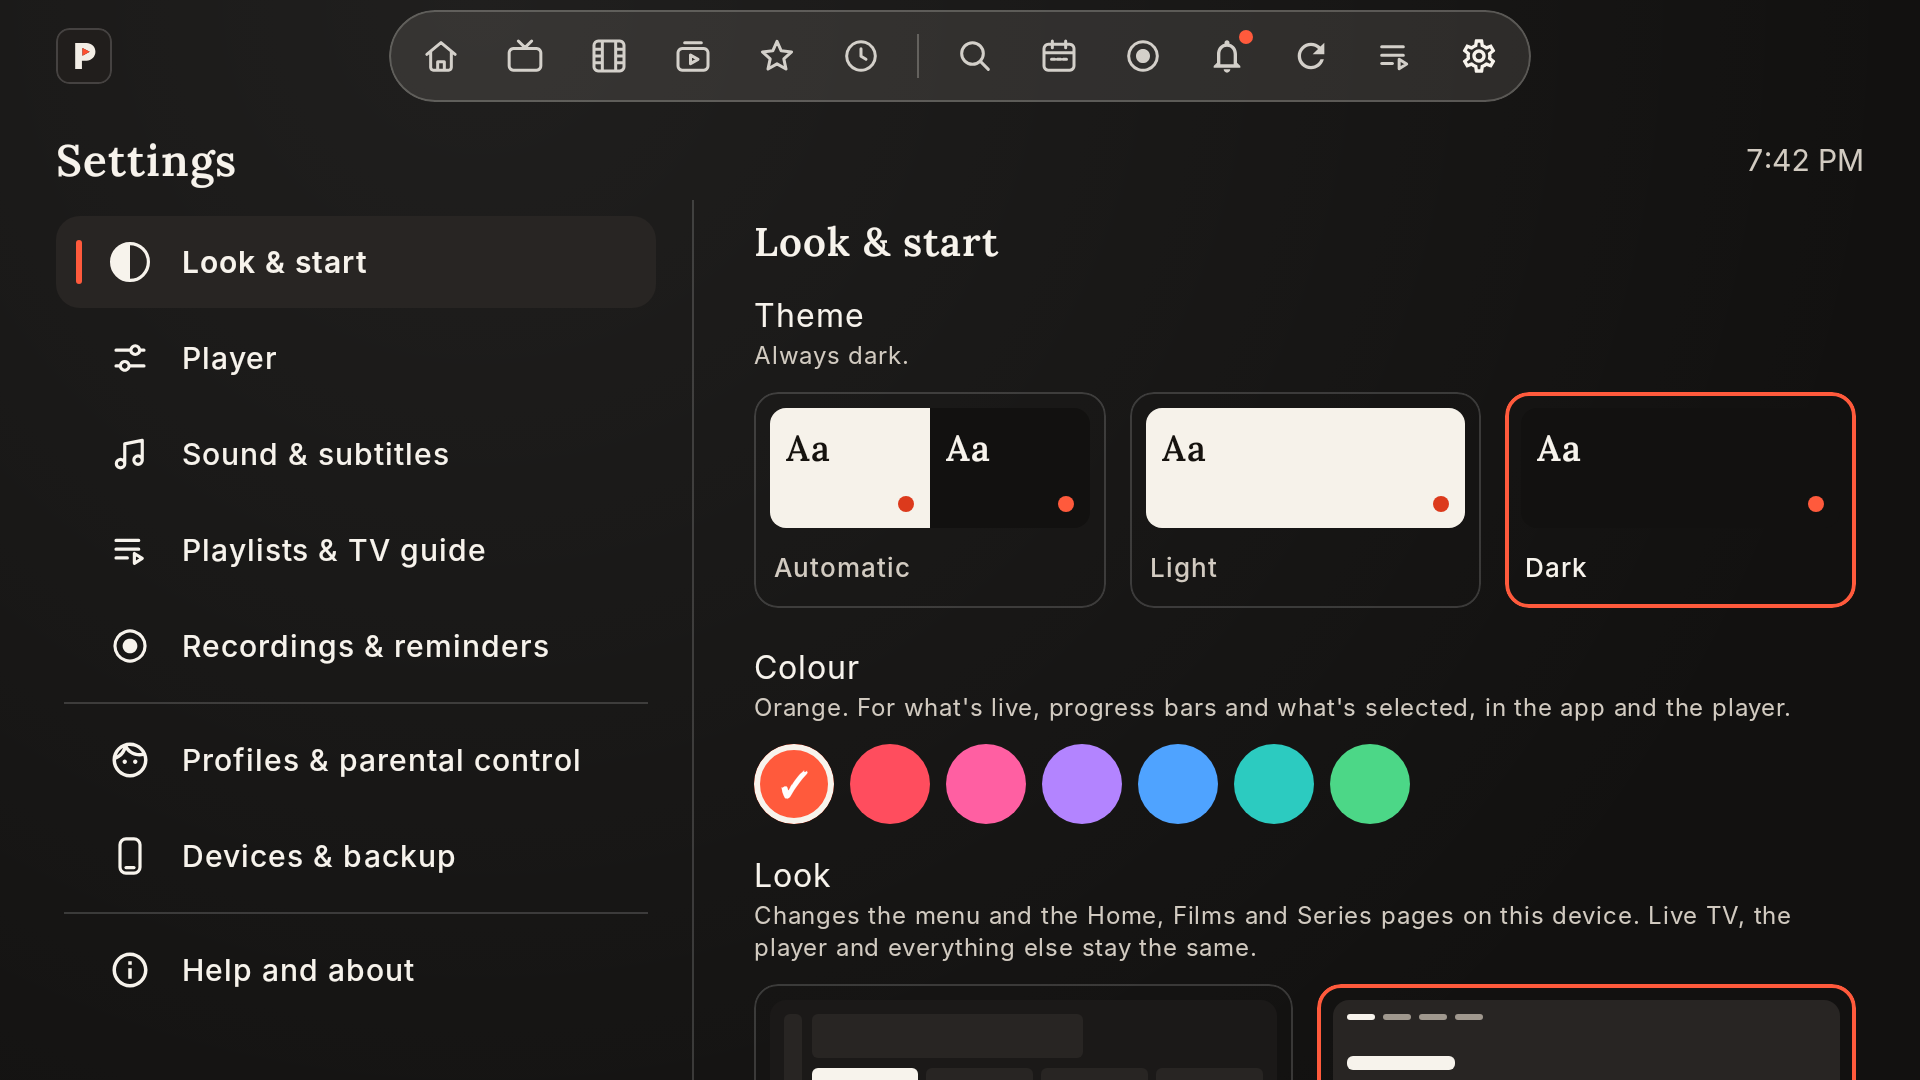 P
Settings
7:42 PM
Look & start
Player
Sound & subtitles
Playlists & TV guide
Recordings & reminders
Profiles & parental control
Devices & backup
Help and about
Look & start
Theme
Always dark.
Aa
Aa
Aa
Aa
Automatic
Light
Dark
Colour
Orange. For what's live, progress bars and what's selected, in the app and the player.
Look
Changes the menu and the Home, Films and Series pages on this device. Live TV, the
player and everything else stay the same.